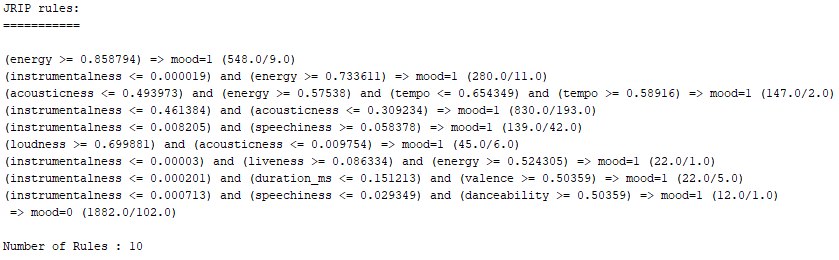 JRIP rules:
===========
(energy >= 0.858794) => mood=1 (548.0/9.0)
(instrumentalness <= 0.000019) and (energy >= 0.733611) => mood=1 (280.0/11.0)
(acousticness <= 0.493973) and (energy >= 0.57538) and (tempo <= 0.654349) and (tempo >= 0.58916) => mood=1 (147.0/2.0)
(instrumentalness <= 0.461384) and (acousticness <= 0.309234) => mood=1 (830.0/193.0)
(instrumentalness <= 0.008205) and (speechiness >= 0.058378) => mood=1 (139.0/42.0)
(loudness >= 0.699881) and (acousticness <= 0.009754) => mood=1 (45.0/6.0)
(instrumentalness <= 0.00003) and (liveness >= 0.086334) and (energy >= 0.524305) => mood=1 (22.0/1.0)
(instrumentalness <= 0.000201) and (duration_ms <= 0.151213) and (valence >= 0.50359) => mood=1 (22.0/5.0)
(instrumentalness <= 0.000713) and (speechiness <= 0.029349) and (danceability >= 0.50359) => mood=1 (12.0/1.0)
=> mood=0 (1882.0/102.0)
Number of Rules : 10